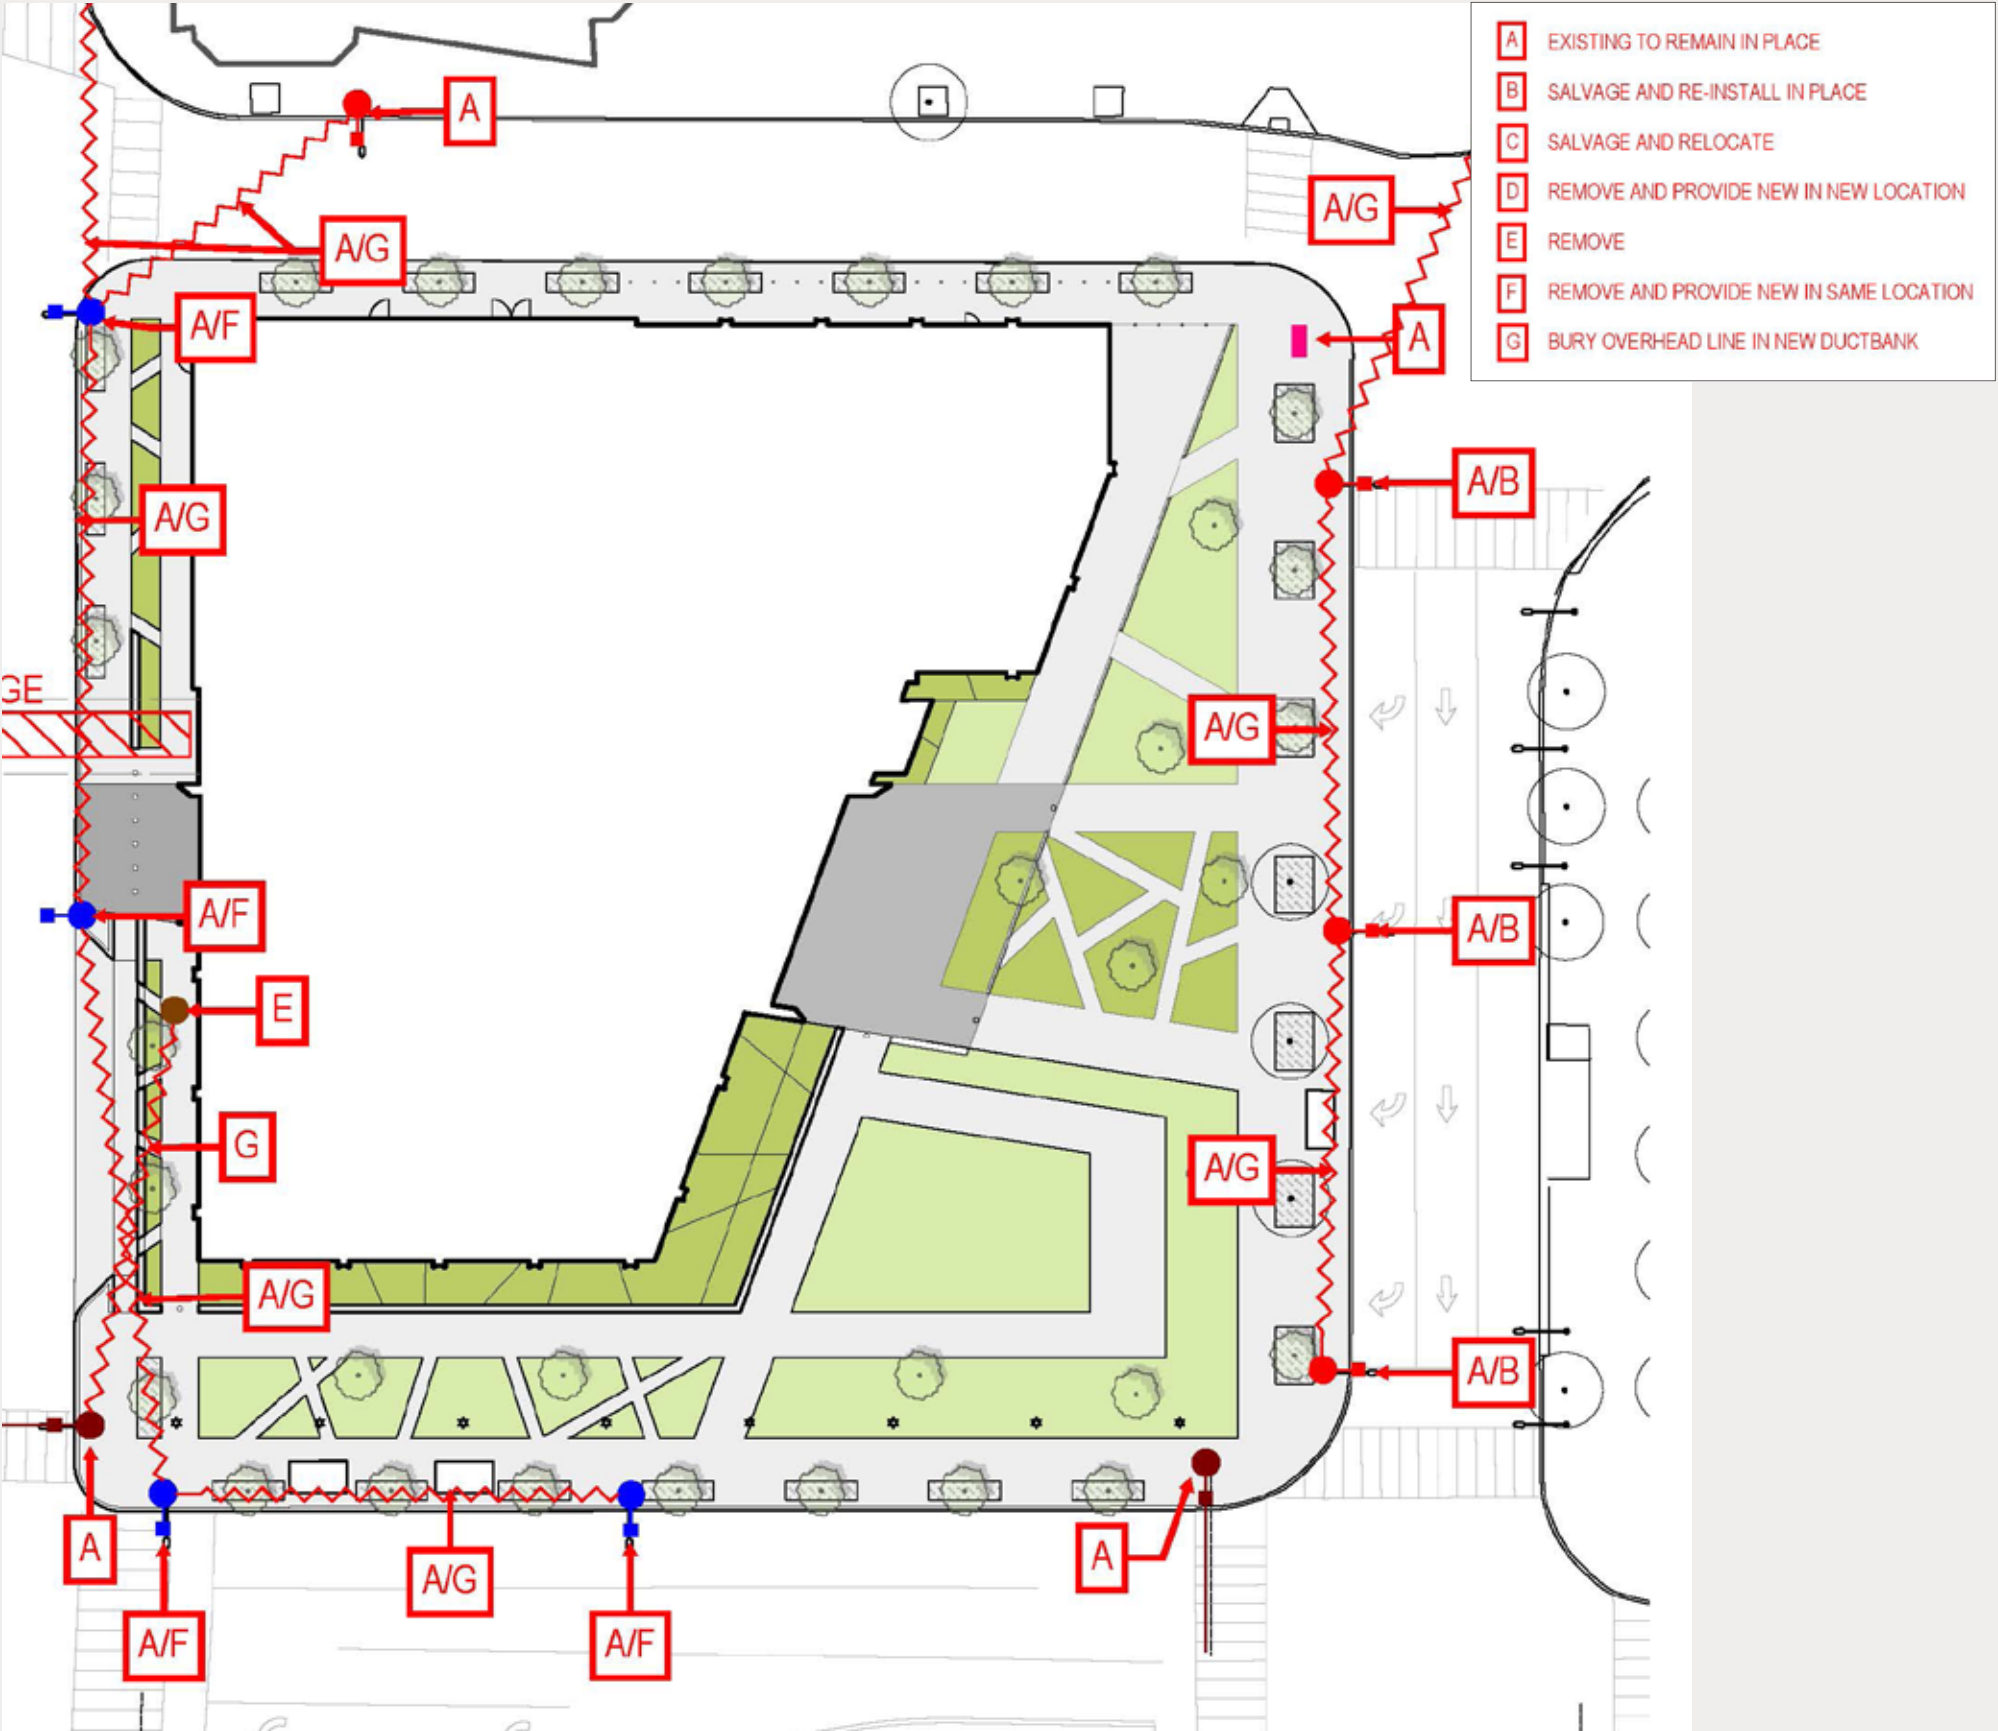 A EXISTING TO REMAIN IN PLACE
B SALVAGE AND RE-INSTALL IN PLACE
C SALVAGE AND RELOCATE
D REMOVE AND PROVIDE NEW IN NEW LOCATION
E REMOVE
F REMOVE AND PROVIDE NEW IN SAME LOCATION
G BURY OVERHEAD LINE IN NEW DUCTBANK
A
A/G
A/G
A/F
A
A/B
A/G
GE
A/G
A/F
A/B
E
G
A/G
A/G
A/B
A
A/G
A
A/F
A/F